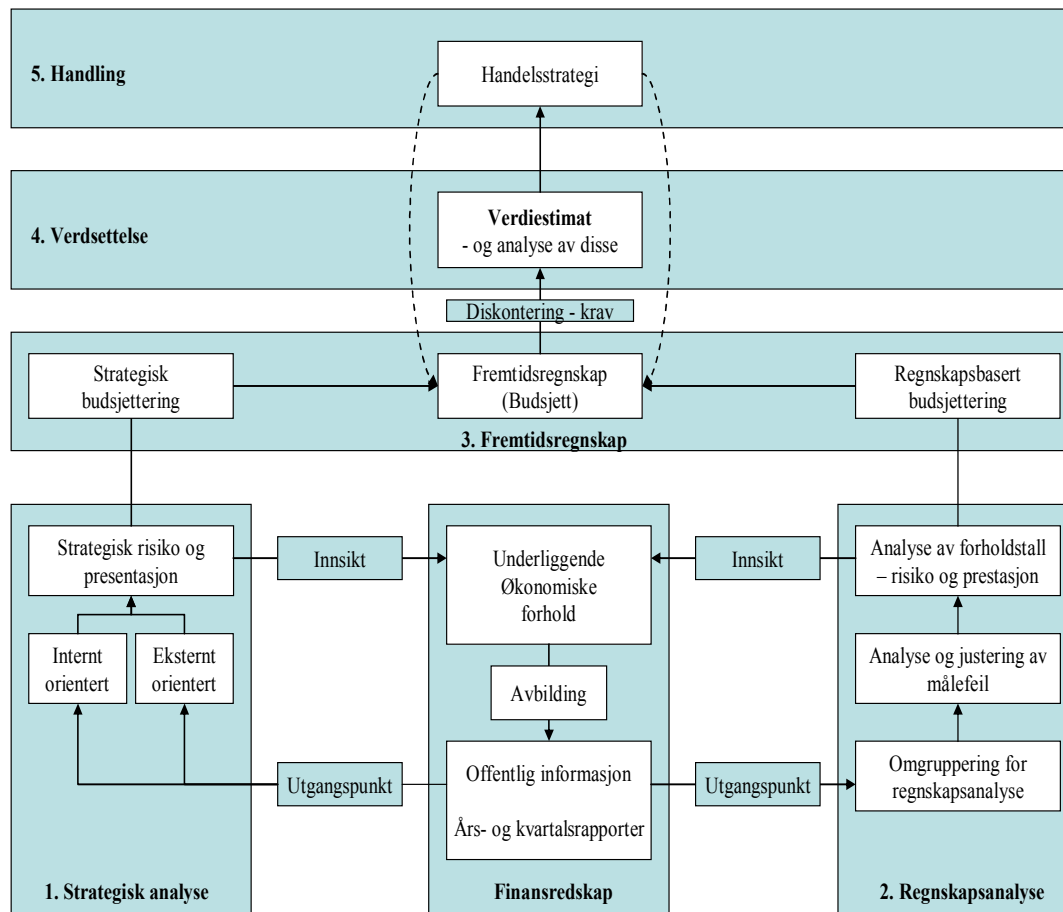 5. Handling
Handelsstrategi
4. Verdsettelse
Verdiestimat
- og analyse av disse
Diskontering - krav
Strategisk
budsjettering
Fremtidsregnskap
(Budsjett)
Regnskapsbasert
budsjettering
3. Fremtidsregnskap
Strategisk risiko og
presentasjon
Innsikt
Underliggende
Økonomiske
forhold
Innsikt
Analyse av forholdstall
– risiko og prestasjon
Internt
orientert
Eksternt
orientert
Avbilding
Analyse og justering av
målefeil
Utgangspunkt
Offentlig informasjon
Års- og kvartalsrapporter
Utgangspunkt
Omgruppering for
regnskapsanalyse
1. Strategisk analyse
Finansredskap
2. Regnskapsanalyse